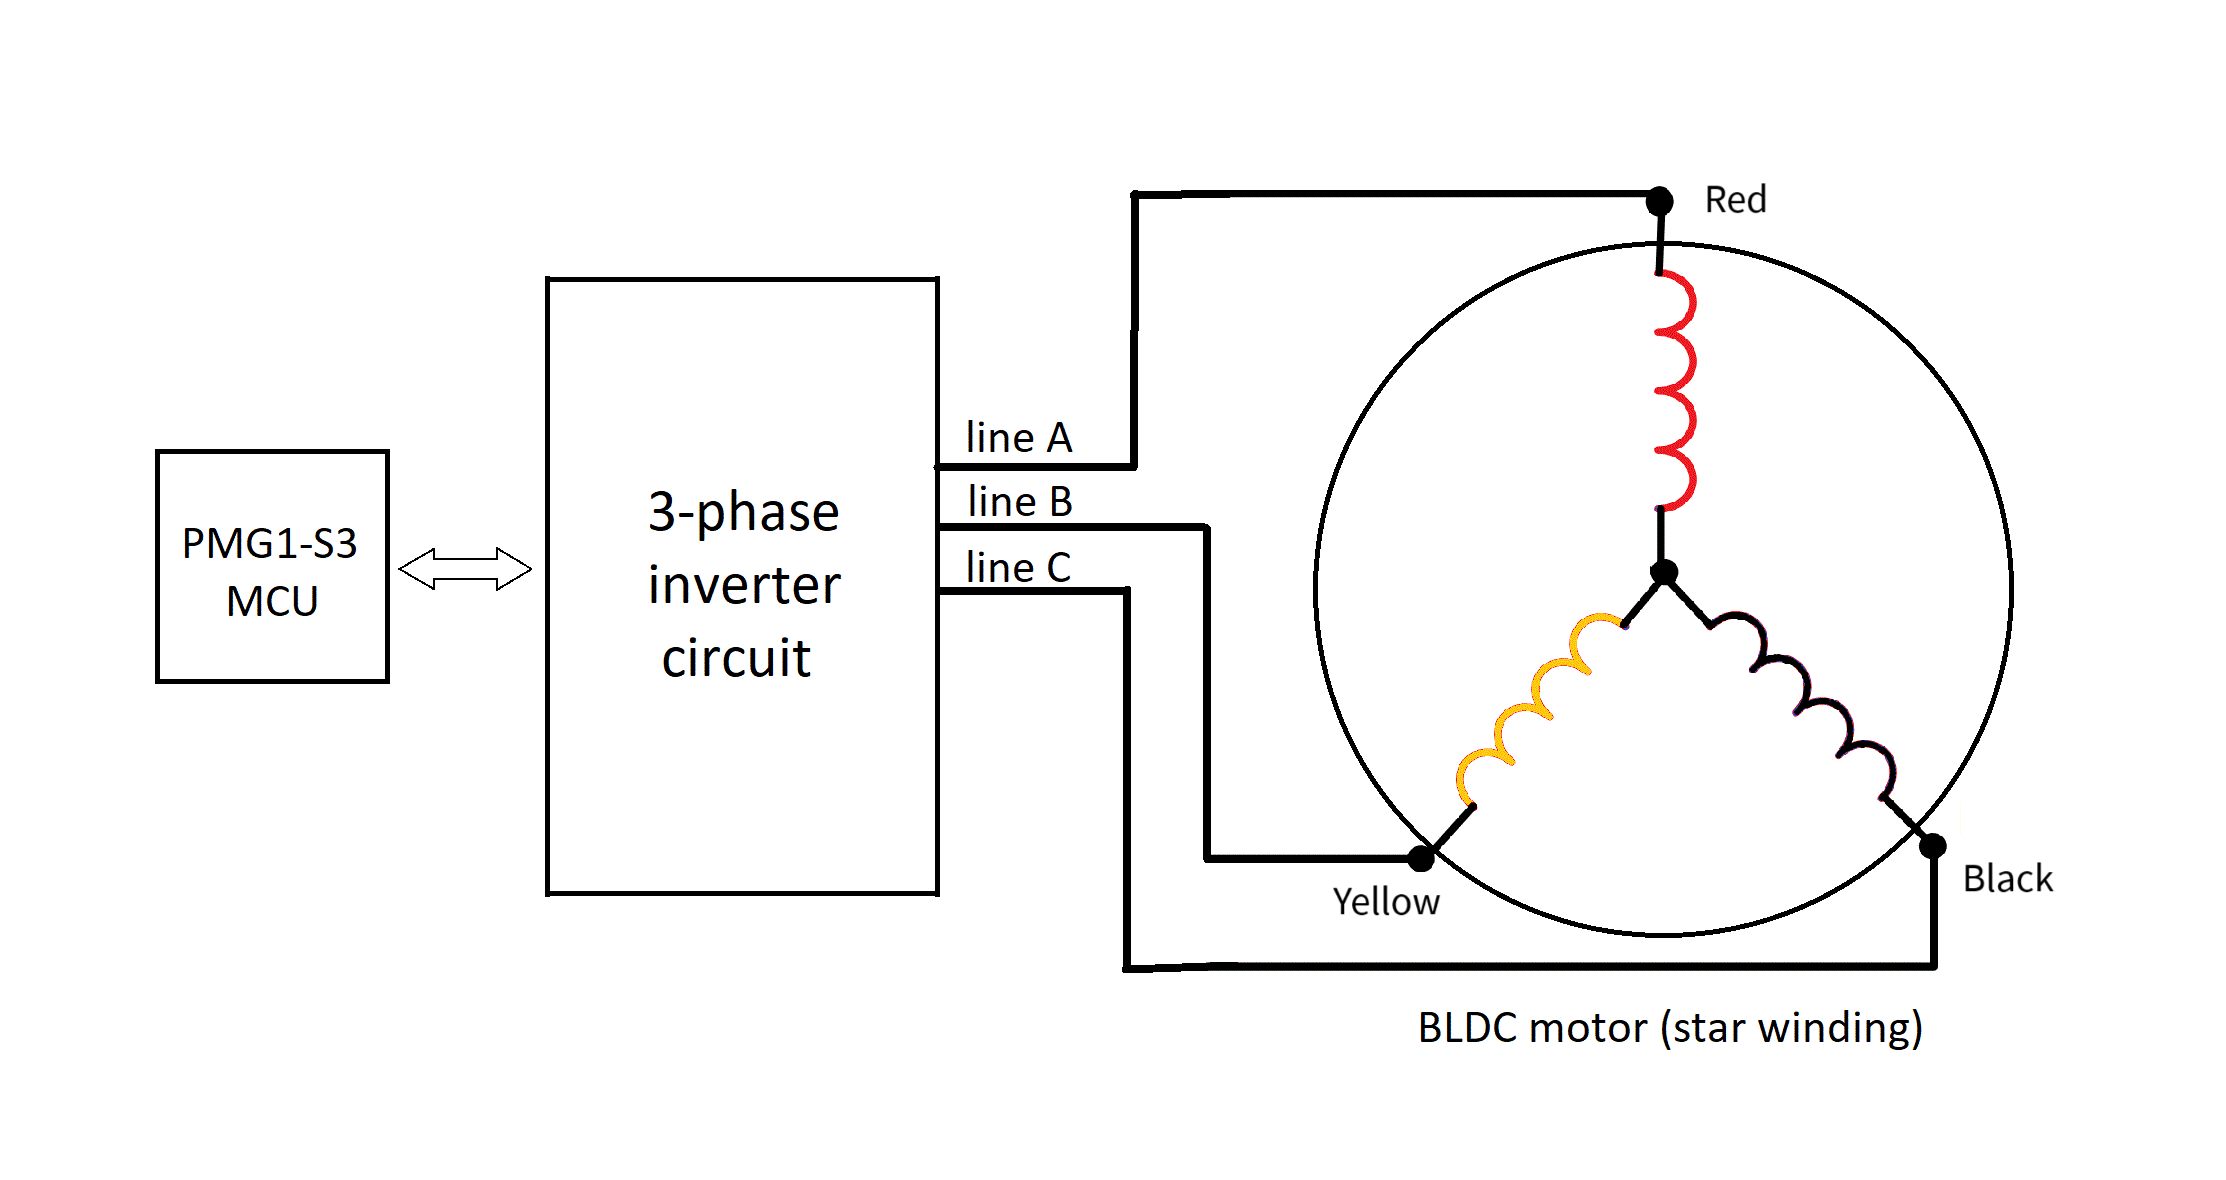 PMG1-S3
MCU
3-phase
inverter
circuit
line A
line B
line C
Red
Yellow
Black
BLDC motor (star winding)